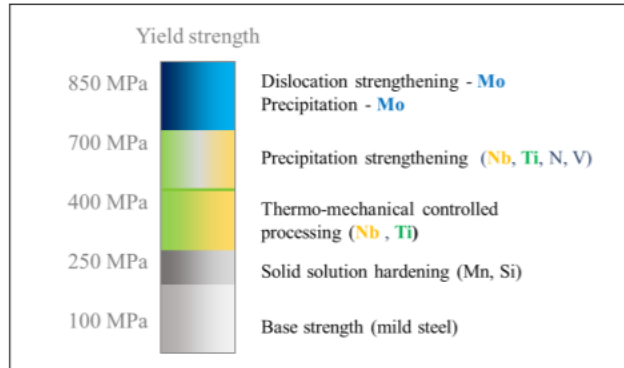 Yield strength
850 MPa
Dislocation strengthening - Mo
Precipitation - Mo
700 MPa
Precipitation strengthening (Nb, Ti, N, V)
400 MPa
Thermo-mechanical controlled
processing (Nb , Ti)
250 MPa
Solid solution hardening (Mn, Si)
100 MPa
Base strength (mild steel)